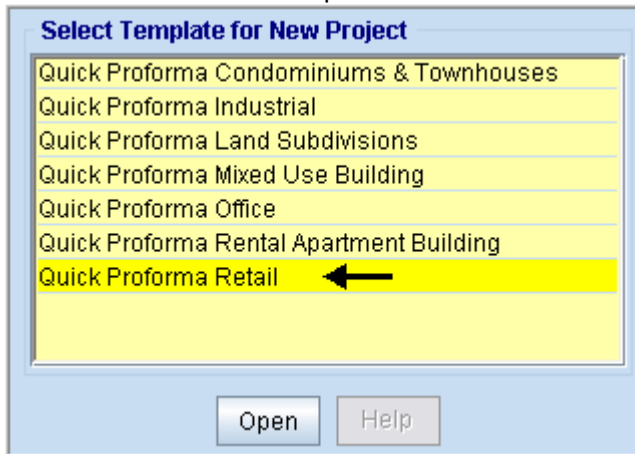 Select Template for New Project
Quick Proforma Condominiums & Townhouses
Quick Proforma Industrial
Quick Proforma Land Subdivisions
Quick Proforma Mixed Use Building
Quick Proforma Office
Quick Proforma Rental Apartment Building
Quick Proforma Retail
Open Help